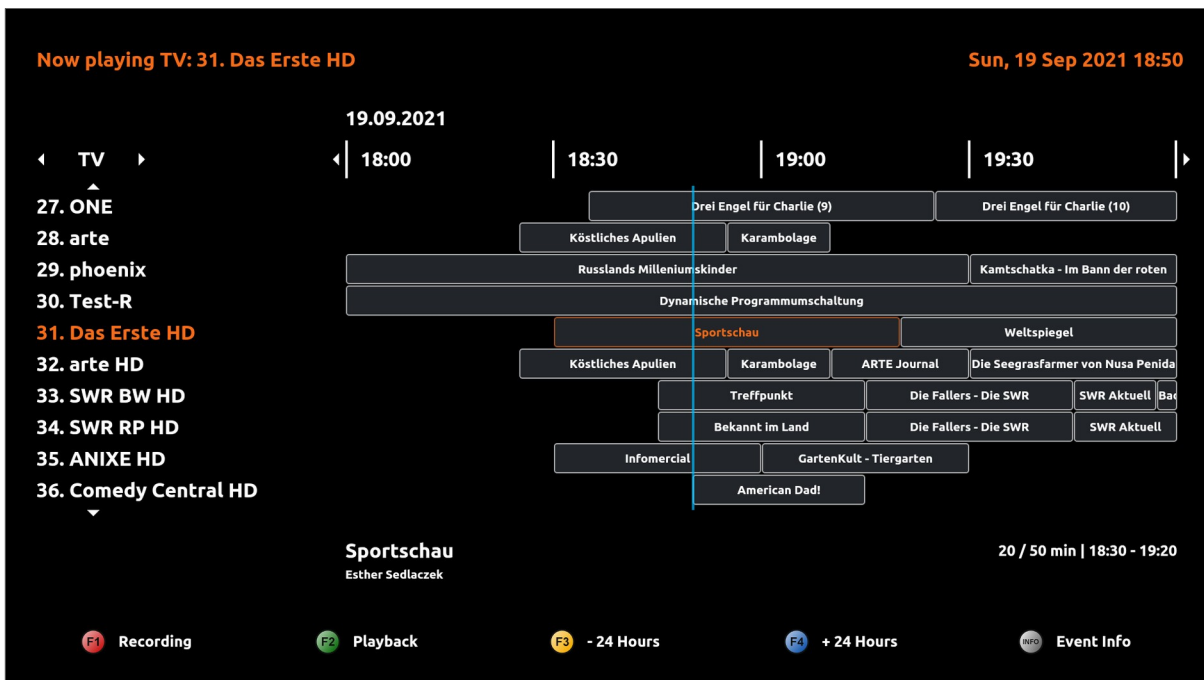 Now playing TV: 31. Das Erste HD
Sun, 19 Sep 2021 18:50
19.09.2021
TV 18:00 18:30 19:00 19:30
27. ONE Drei Engel für Charlie (9) Drei Engel für Charlie (10)
28. arte Köstliches Apulien Karambolage
29. phoenix Russlands Milleniumskinder Kamtschatka - Im Bann der roten
30. Test-R Dynamische Programmumschaltung
31. Das Erste HD Sportschau Weltspiegel
32. arte HD Köstliches Apulien Karambolage ARTE Journal Die Seegrasfarmer von Nusa Penida
33. SWR BW HD Treffpunkt Die Fallers - Die SWR SWR Aktuell
34. SWR RP HD Bekannt im Land Die Fallers - Die SWR SWR Aktuell
35. ANIXE HD Infomercial GartenKult - Tiergarten
36. Comedy Central HD American Dad!
Sportschau 20 / 50 min | 18:30 - 19:20
Esther Sedlaczek
F1 Recording F2 Playback F3 - 24 Hours F4 + 24 Hours INFO Event Info